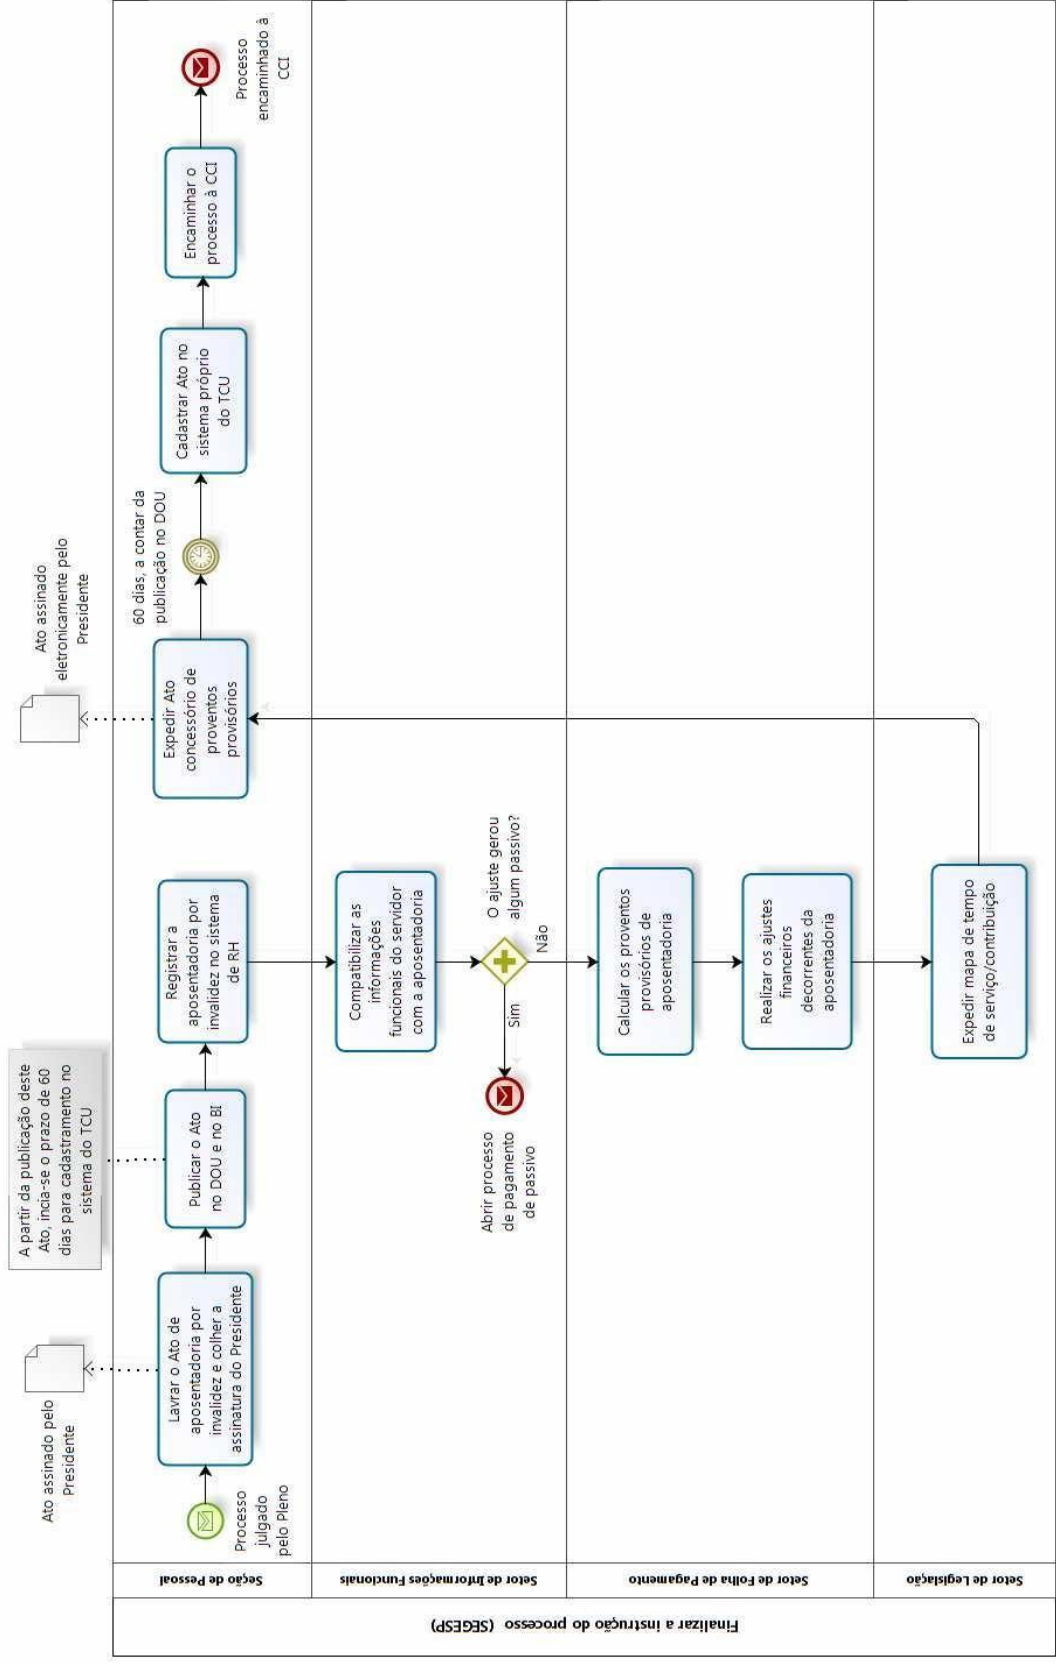 Finalizar a instrução do processo (SEGESP)
Seção de Pessoal
Setor de Informações Funcionais
Setor de Folha de Pagamento
Setor de Legislação
Processo
julgado
pelo Pleno
Lavrar o Ato de
aposentadoria por
invalidez e colher a
assinatura do Presidente
Ato assinado pelo
Presidente
Publicar o Ato
no DOU e no BI
A partir da publicação deste
Ato, incia-se o prazo de 60
dias para cadastramento no
sistema do TCU
Registrar a
aposentadoria por
invalidez no sistema
de RH
Compatibilizar as
informações
funcionais do servidor
com a aposentadoria
O ajuste gerou
algum passivo?
Sim
Não
Abrir processo
de pagamento
de passivo
Calcular os proventos
provisórios de
aposentadoria
Realizar os ajustes
financeiros
decorrentes da
aposentadoria
Expedir mapa de tempo
de serviço/contribuição
Expedir Ato
concessório de
proventos
provisórios
Ato assinado
eletronicamente pelo
Presidente
60 dias, a contar da
publicação no DOU
Cadastrar Ato no
sistema próprio
do TCU
Encaminhar o
processo à CCI
Processo
encaminhado à
CCI